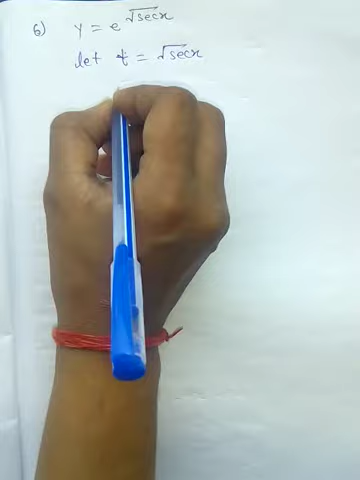 6) y = e^√secx
let t = √secx